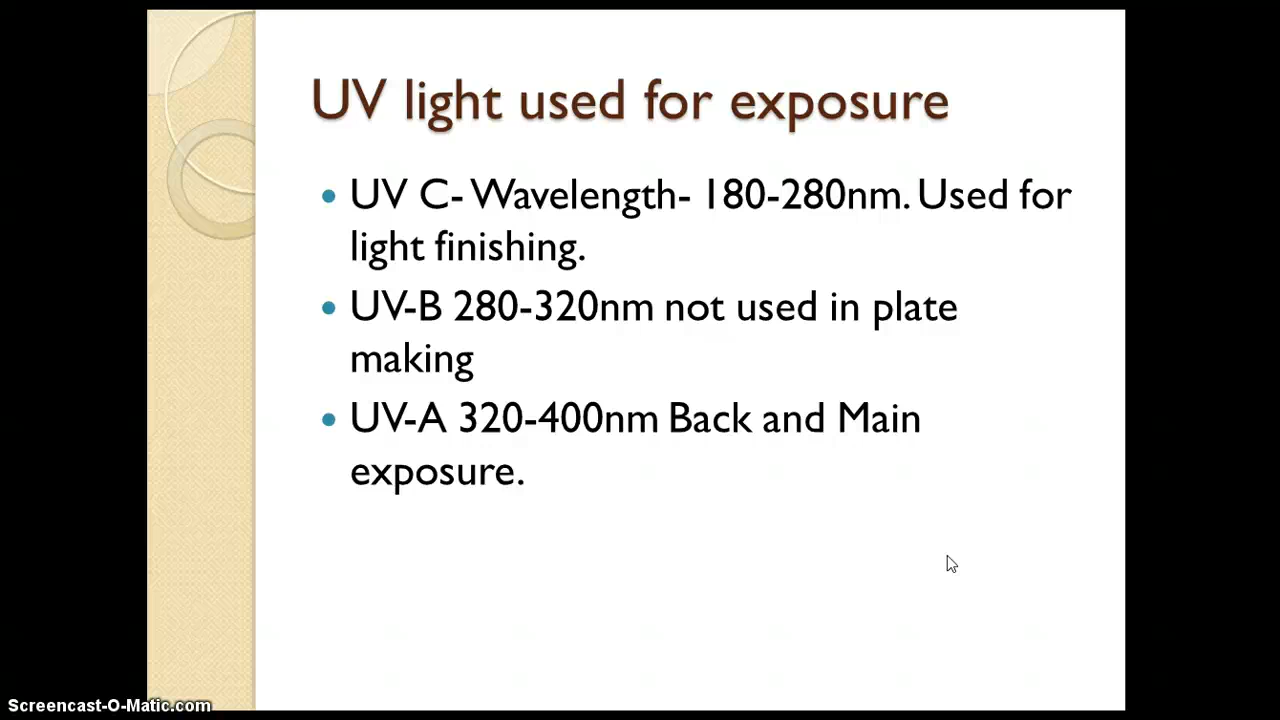 UV light used for exposure
UV C- Wavelength- 180-280nm. Used for
light finishing.
UV-B 280-320nm not used in plate
making
UV-A 320-400nm Back and Main
exposure.
Screencast-O-Matic.com